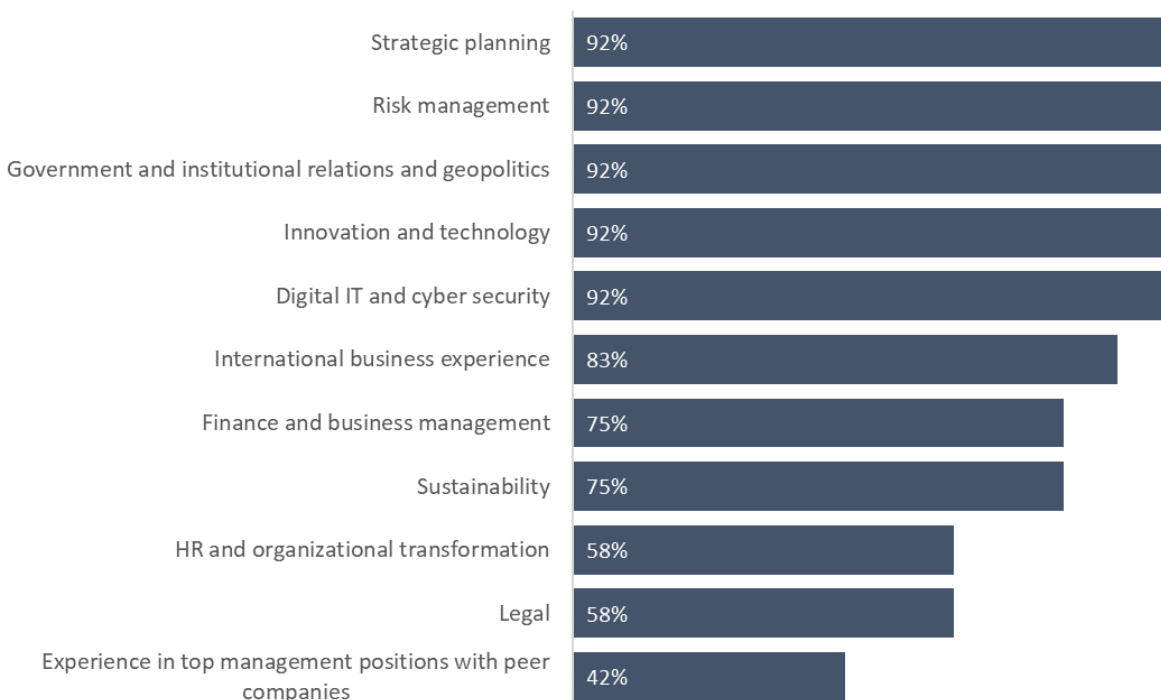 Strategic planning 92%
Risk management 92%
Government and institutional relations and geopolitics 92%
Innovation and technology 92%
Digital IT and cyber security 92%
International business experience 83%
Finance and business management 75%
Sustainability 75%
HR and organizational transformation 58%
Legal 58%
Experience in top management positions with peer
companies 42%